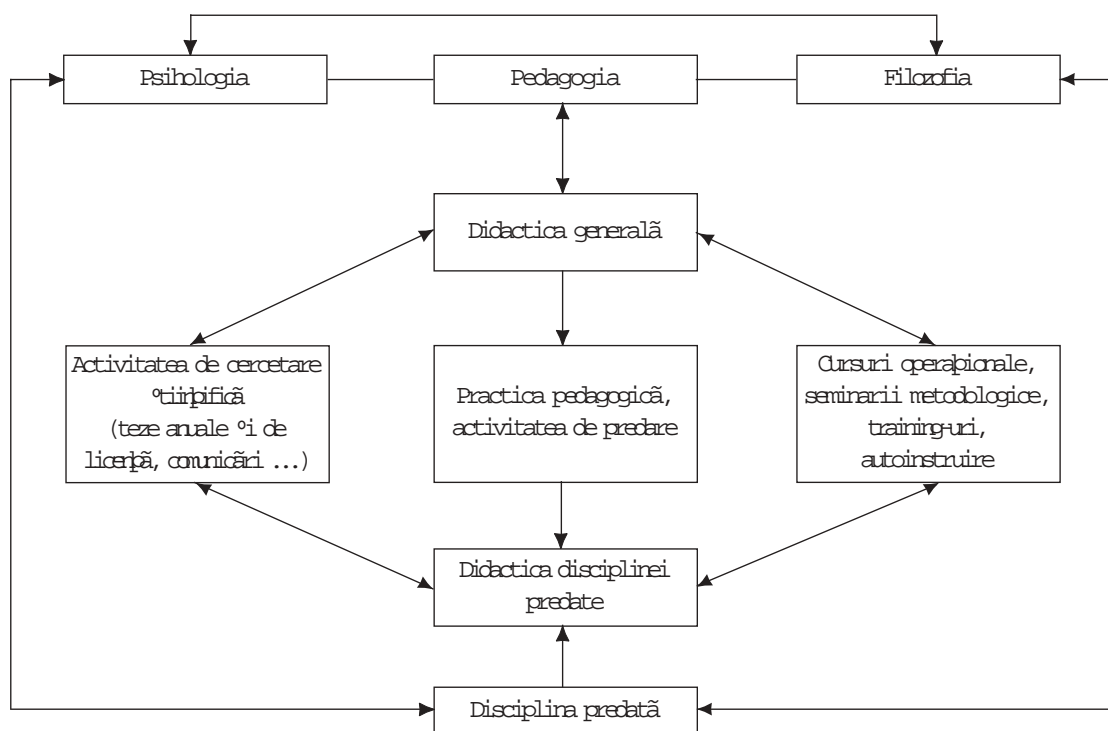 Psihologia
Pedagogia
Filozofia
Didactica generalã
Activitatea de cercetare
ºtiinþificã
(teze anuale ºi de
licenþã, comunicãri ...)
Practica pedagogicã,
activitatea de predare
Cursuri operaþionale,
seminarii metodologice,
training-uri,
autoinstruire
Didactica disciplinei
predate
Disciplina predatã